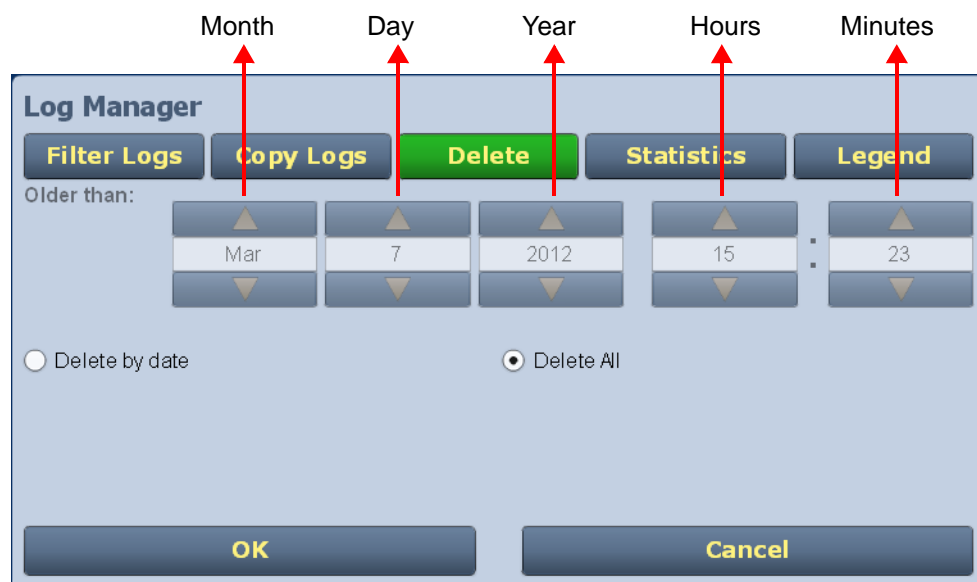 Month Day Year Hours Minutes
Log Manager
Filter Logs Copy Logs Delete Statistics Legend
Older than:
Mar 7 2012 15 : 23
Delete by date Delete All
OK Cancel